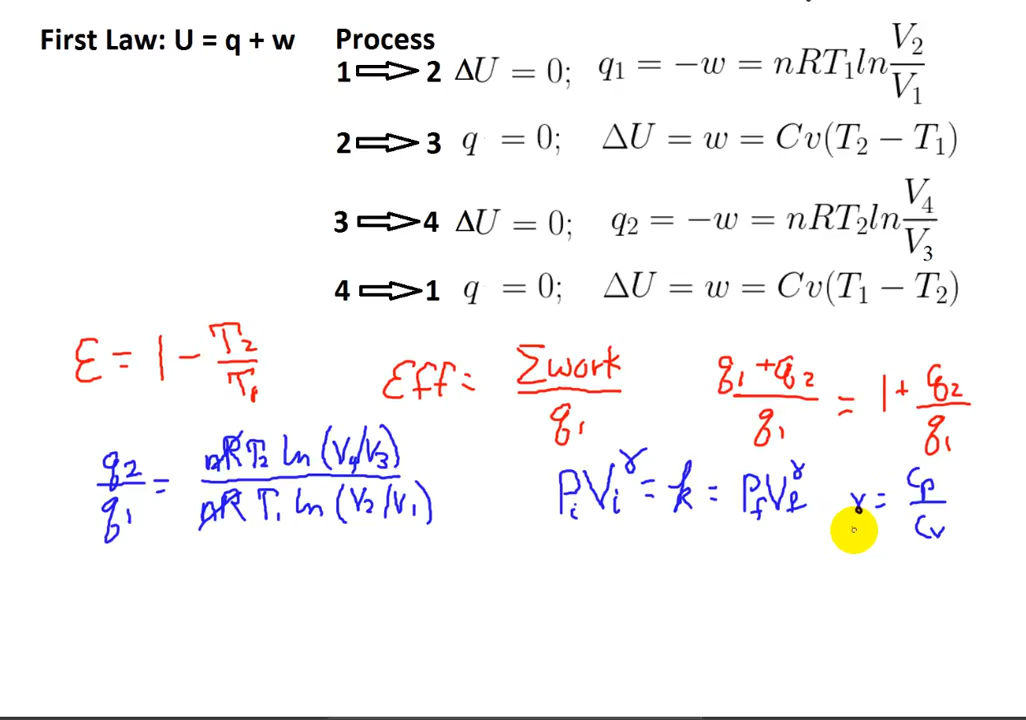 First Law: U = q + w Process
1 ⟹ 2 ΔU = 0; q₁ = −w = nRT₁ln V₂/V₁
2 ⟹ 3 q = 0; ΔU = w = Cv(T₂ − T₁)
3 ⟹ 4 ΔU = 0; q₂ = −w = nRT₂ln V₄/V₃
4 ⟹ 1 q = 0; ΔU = w = Cv(T₁ − T₂)
ε = 1 − T₂/T₁ Eff = Σwork/q₁ (q₁ + q₂)/q₁ = 1 + q₂/q₁
q₂/q₁ = nRT₂ ln (V₄/V₃) / nRT₁ ln (V₂/V₁) PᵢVᵢ^γ = k = P_fV_f^γ γ = Cp/Cv